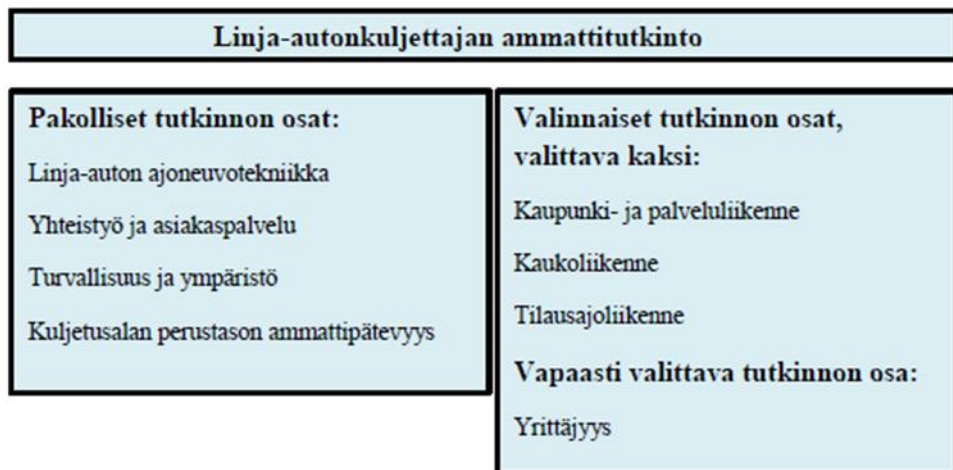 Linja-autonkuljettajan ammattitutkinto
Pakolliset tutkinnon osat:
Linja-auton ajoneuvotekniikka
Yhteistyö ja asiakaspalvelu
Turvallisuus ja ympäristö
Kuljetusalan perustason ammattipätevyys
Valinnaiset tutkinnon osat,
valittava kaksi:
Kaupunki- ja palveluliikenne
Kaukoliikenne
Tilausajoliikenne
Vapaasti valittava tutkinnon osa:
Yrittäjyys